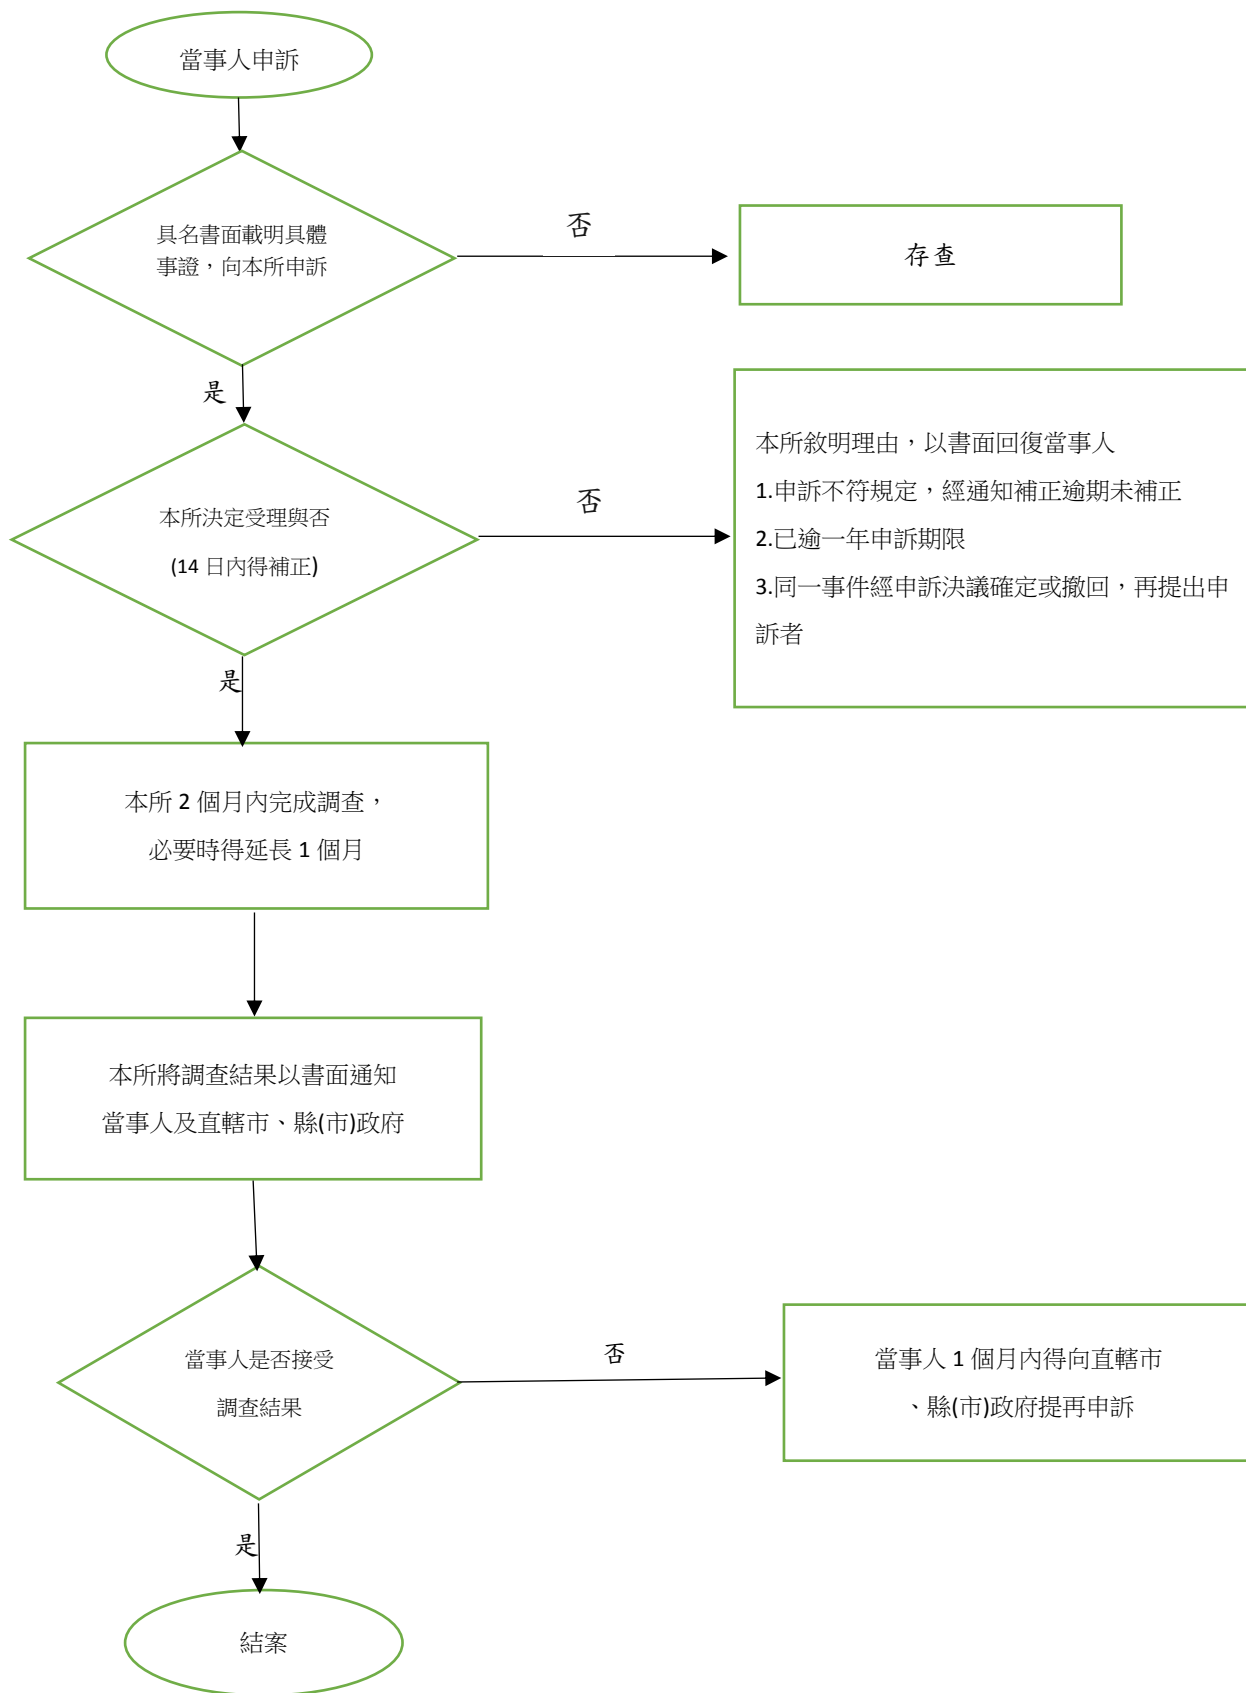 當事人申訴
具名書面載明具體
事證，向本所申訴
否
存查
是
本所決定受理與否
(14 日內得補正)
否
本所敘明理由，以書面回復當事人
1.申訴不符規定，經通知補正逾期未補正
2.已逾一年申訴期限
3.同一事件經申訴決議確定或撤回，再提出申
訴者
是
本所 2 個月內完成調查，
必要時得延長 1 個月
本所將調查結果以書面通知
當事人及直轄市、縣(市)政府
當事人是否接受
調查結果
否
當事人 1 個月內得向直轄市
、縣(市)政府提再申訴
是
結案